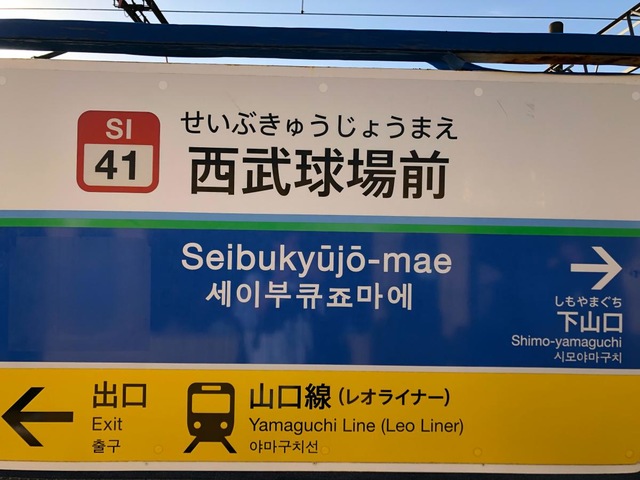 SI
41
せいぶきゅうじょうまえ
西武球場前
Seibukyūjō-mae
세이부큐죠마에
しもやまぐち
下山口
Shimo-yamaguchi
시모야마구치
出口
Exit
출구
山口線(レオライナー)
Yamaguchi Line (Leo Liner)
야마구치선